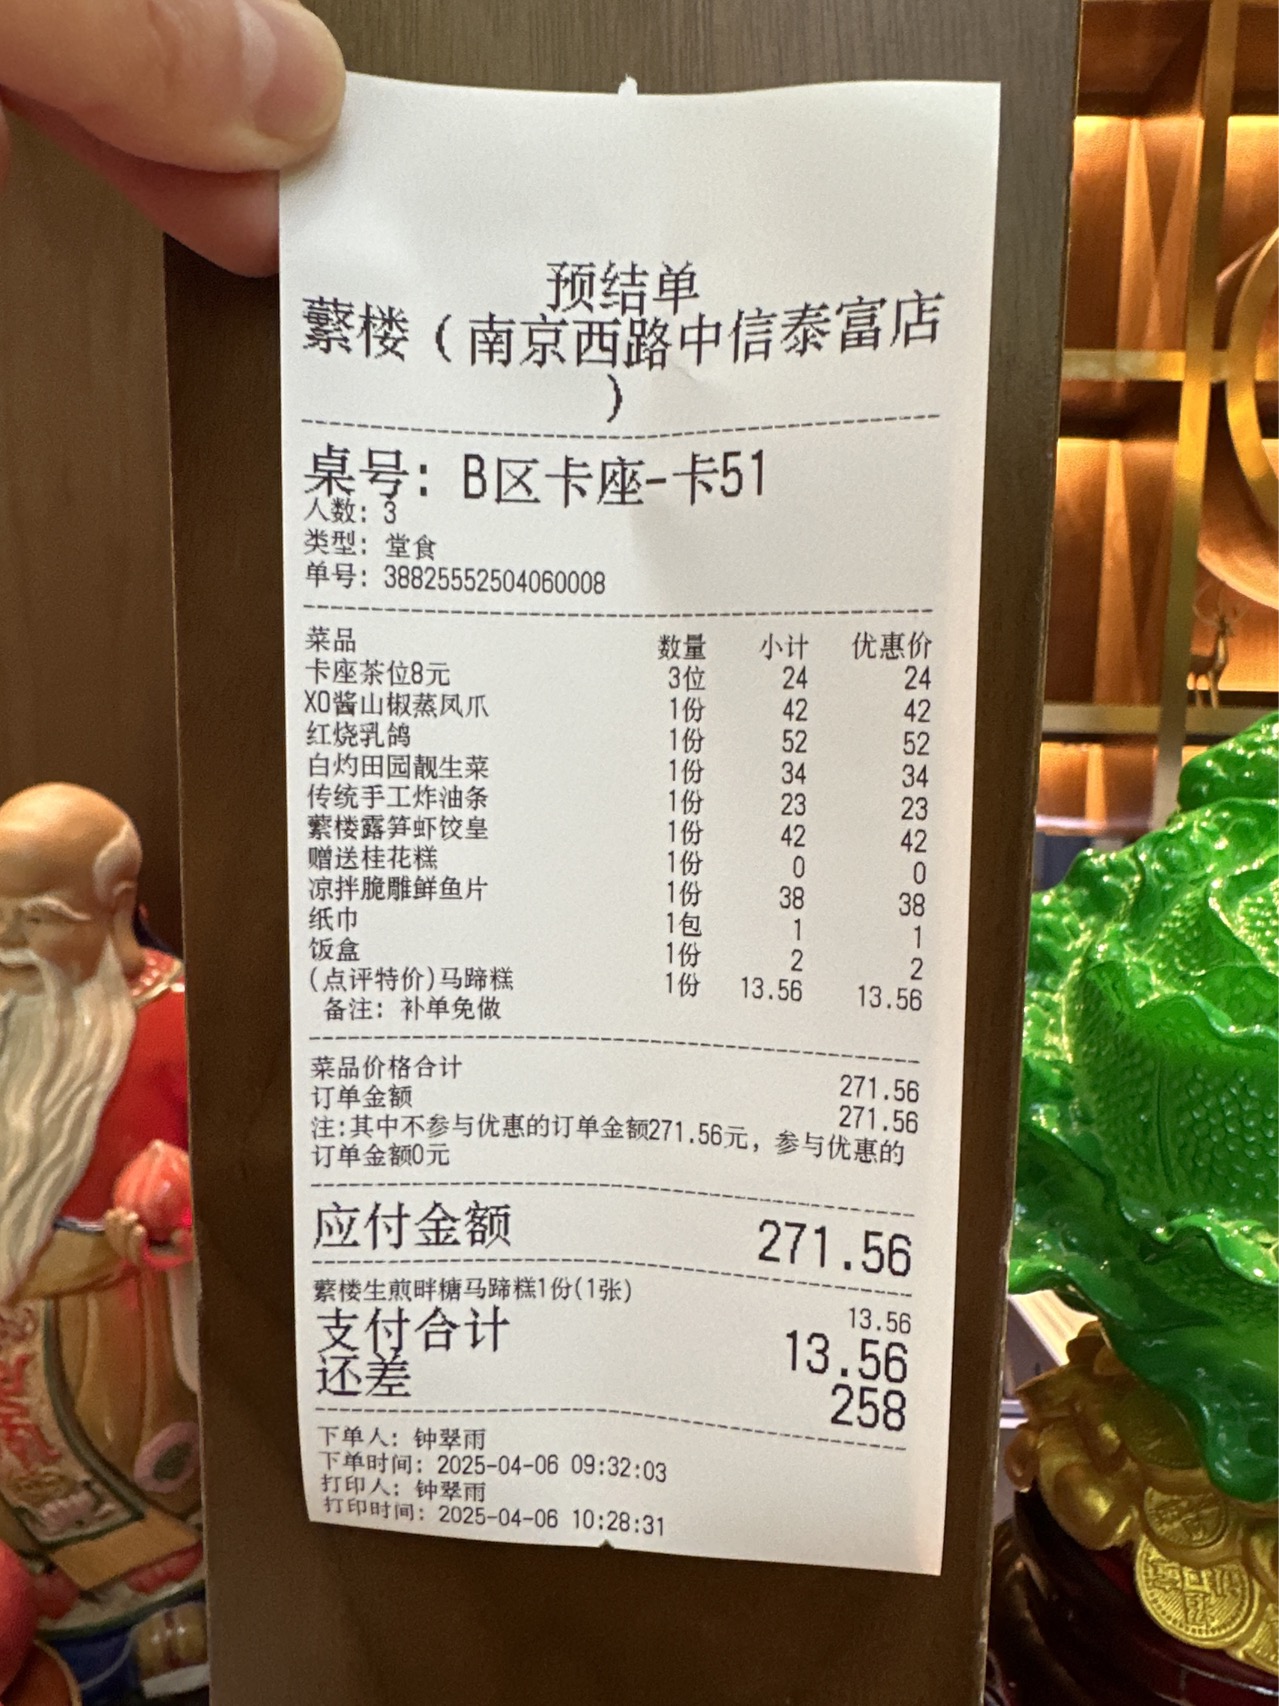 预结单
蘩楼（南京西路中信泰富店
）
桌号：B区卡座-卡51
人数：3
类型：堂食
单号：38825552504060008
菜品 数量 小计 优惠价
卡座茶位8元 3位 24 24
XO酱山椒蒸凤爪 1份 42 42
红烧乳鸽 1份 52 52
白灼田园靓生菜 1份 34 34
传统手工炸油条 1份 23 23
蘩楼露笋虾饺皇 1份 42 42
赠送桂花糕 1份 0 0
凉拌脆雕鲜鱼片 1份 38 38
纸巾 1包 1 1
饭盒 1份 2 2
(点评特价)马蹄糕 1份 13.56 13.56
备注：补单免做
菜品价格合计 271.56
订单金额 271.56
注:其中不参与优惠的订单金额271.56元，参与优惠的
订单金额0元
应付金额 271.56
蘩楼生煎畔糖马蹄糕1份(1张) 13.56
支付合计 13.56
还差 258
下单人：钟翠雨
下单时间：2025-04-06 09:32:03
打印人：钟翠雨
打印时间：2025-04-06 10:28:31